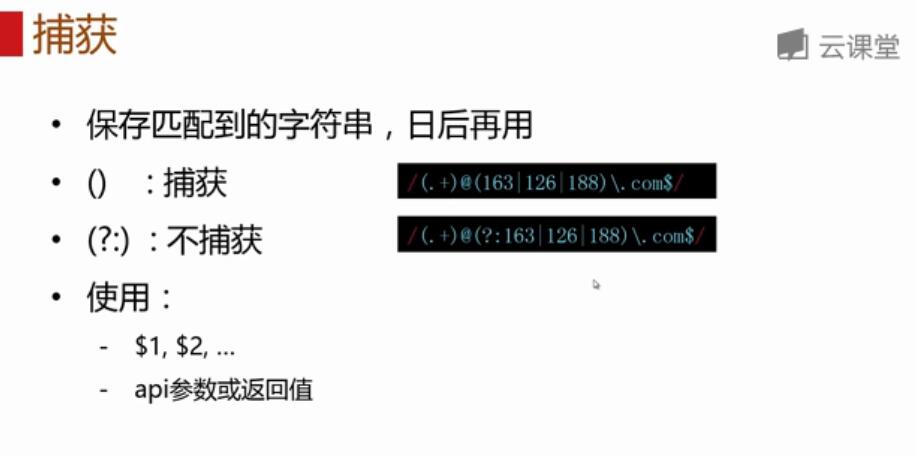 捕获
云课堂
• 保存匹配到的字符串，日后再用
• () : 捕获 /(.+)@(163|126|188)\.com$/
• (?:) : 不捕获 /(.+)@(?:163|126|188)\.com$/
• 使用：
- $1, $2, ...
- api参数或返回值